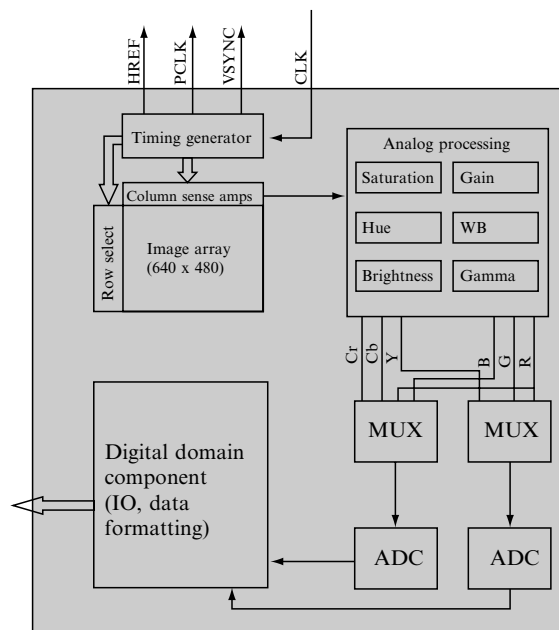 HREF
PCLK
VSYNC
CLK
Timing generator
Analog processing
Saturation
Gain
Hue
WB
Brightness
Gamma
Column sense amps
Row select
Image array
(640 x 480)
Cr
Cb
Y
B
G
R
MUX
MUX
Digital domain
component
(IO, data
formatting)
ADC
ADC